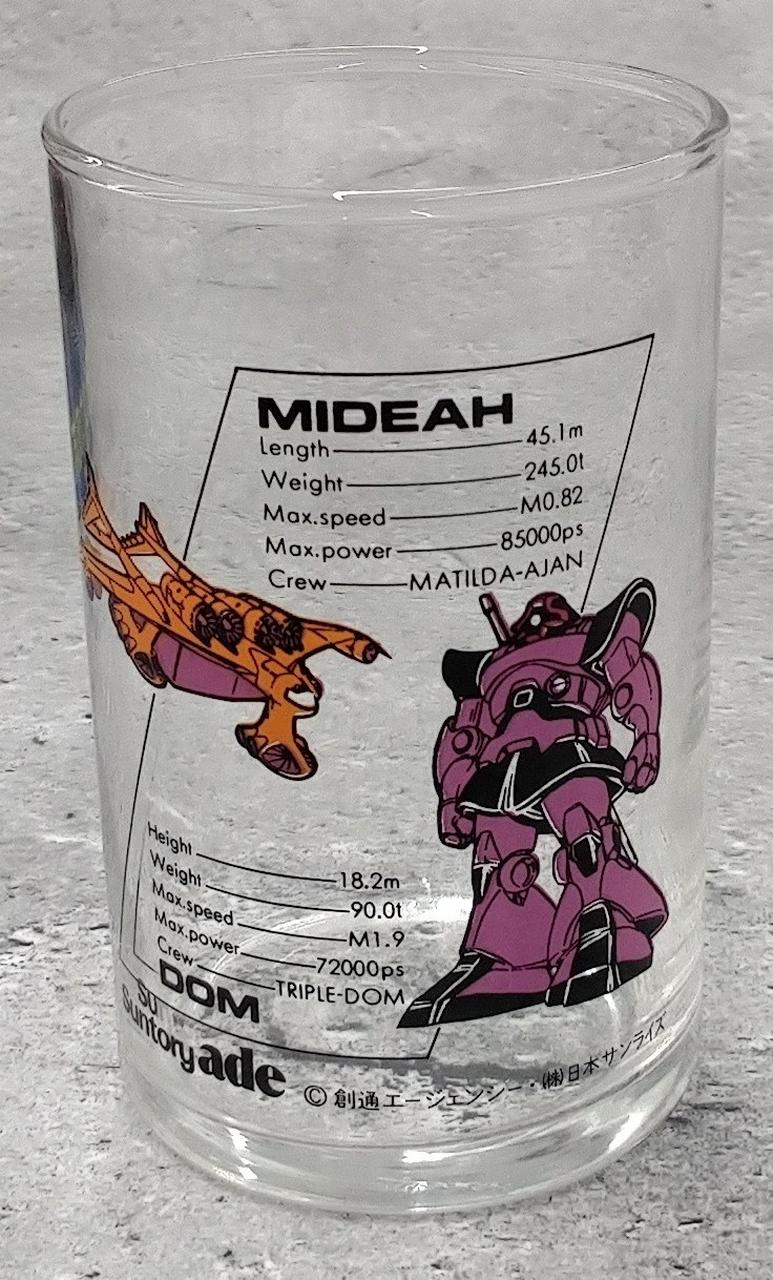 MIDEAH
Length 45.1m
Weight 245.0t
Max.speed M0.82
Max.power 85000ps
Crew MATILDA-AJAN
Height 18.2m
Weight 90.0t
Max.speed M1.9
Max.power 72000ps
Crew TRIPLE-DOM
DOM
Suntory ade
© 創通エージェンシー・(株)日本サンライズ